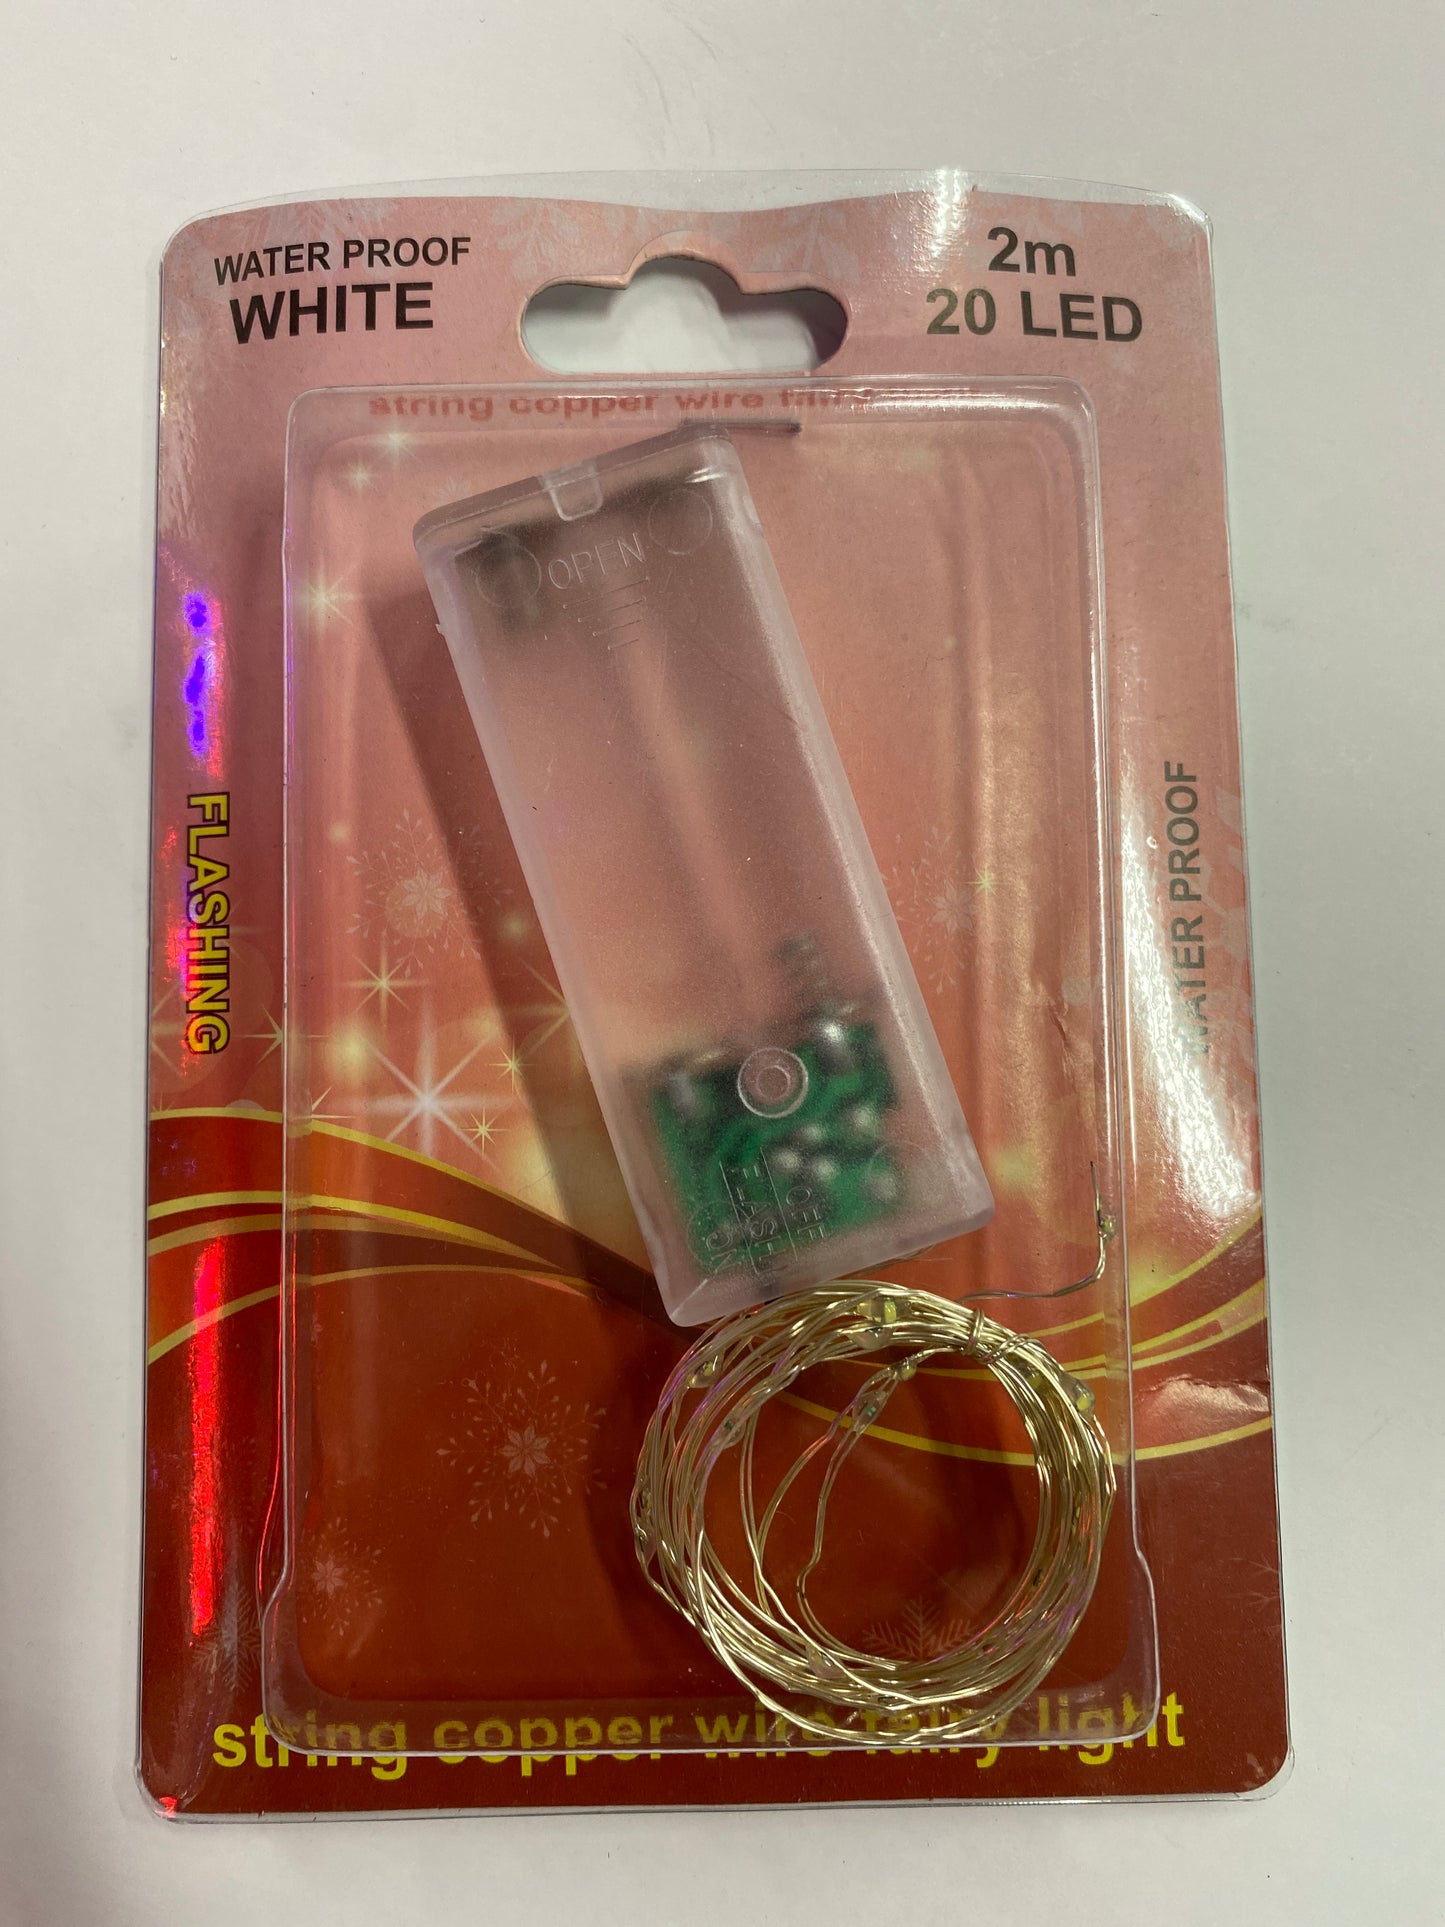 WATER PROOF
WHITE
2m
20 LED
string copper wire fairy
OPEN
FLASHING
WATER PROOF
OFF
FLASH
ON
string copper wire fairy light